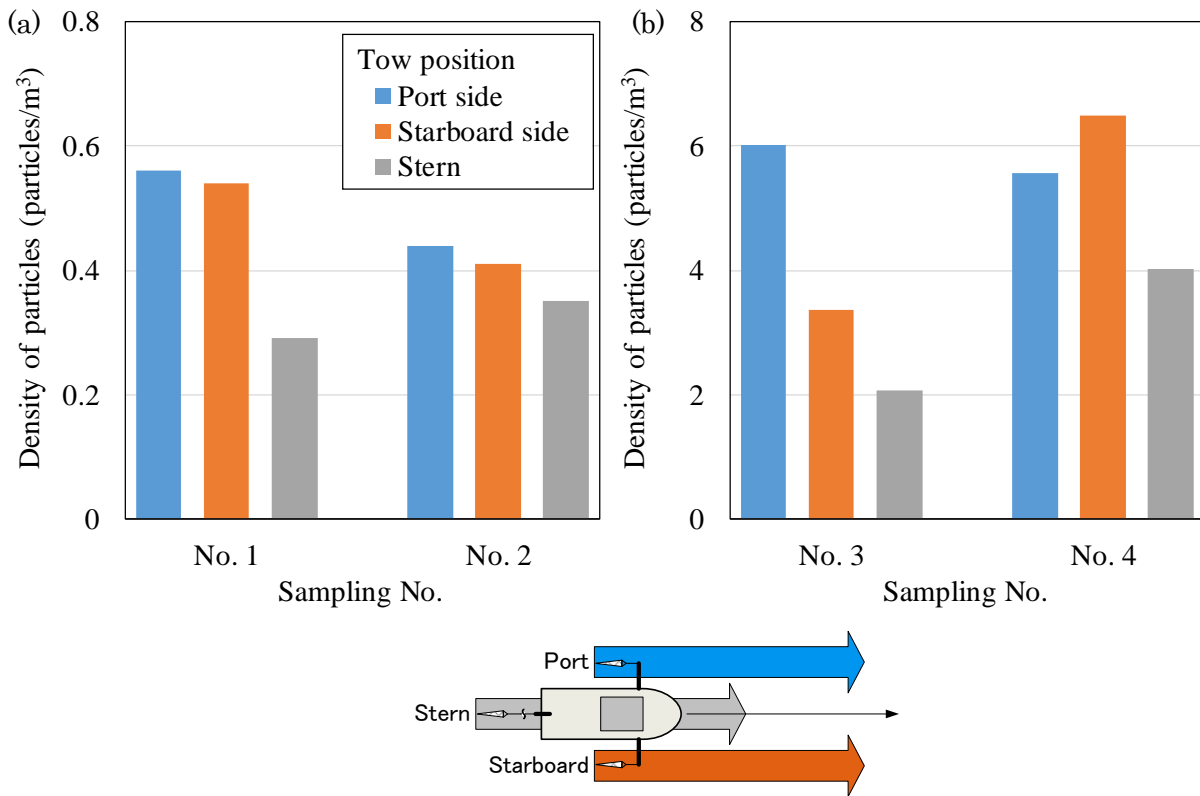 (a)
Density of particles (particles/m³)
0.8
0.6
0.4
0.2
0
Tow position
Port side
Starboard side
Stern
No. 1
No. 2
Sampling No.
(b)
Density of particles (particles/m³)
8
6
4
2
0
No. 3
No. 4
Sampling No.
Port
Stern
Starboard